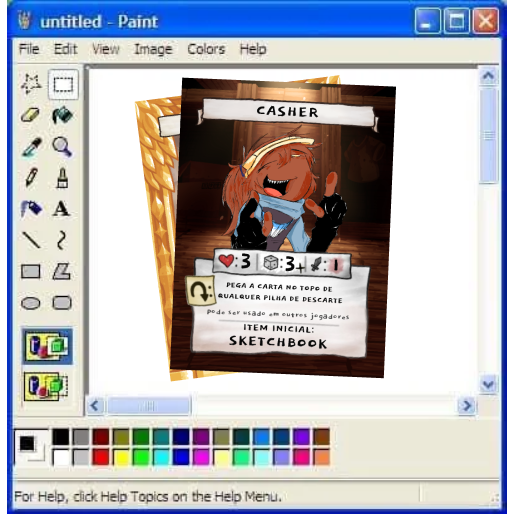 untitled - Paint
File Edit View Image Colors Help
A
CASHER
:3 :3+ :1
PEGA A CARTA NO TOPO DE
QUALQUER PILHA DE DESCARTE
pode ser usado em outros jogadores
ITEM INICIAL:
SKETCHBOOK
For Help, click Help Topics on the Help Menu.